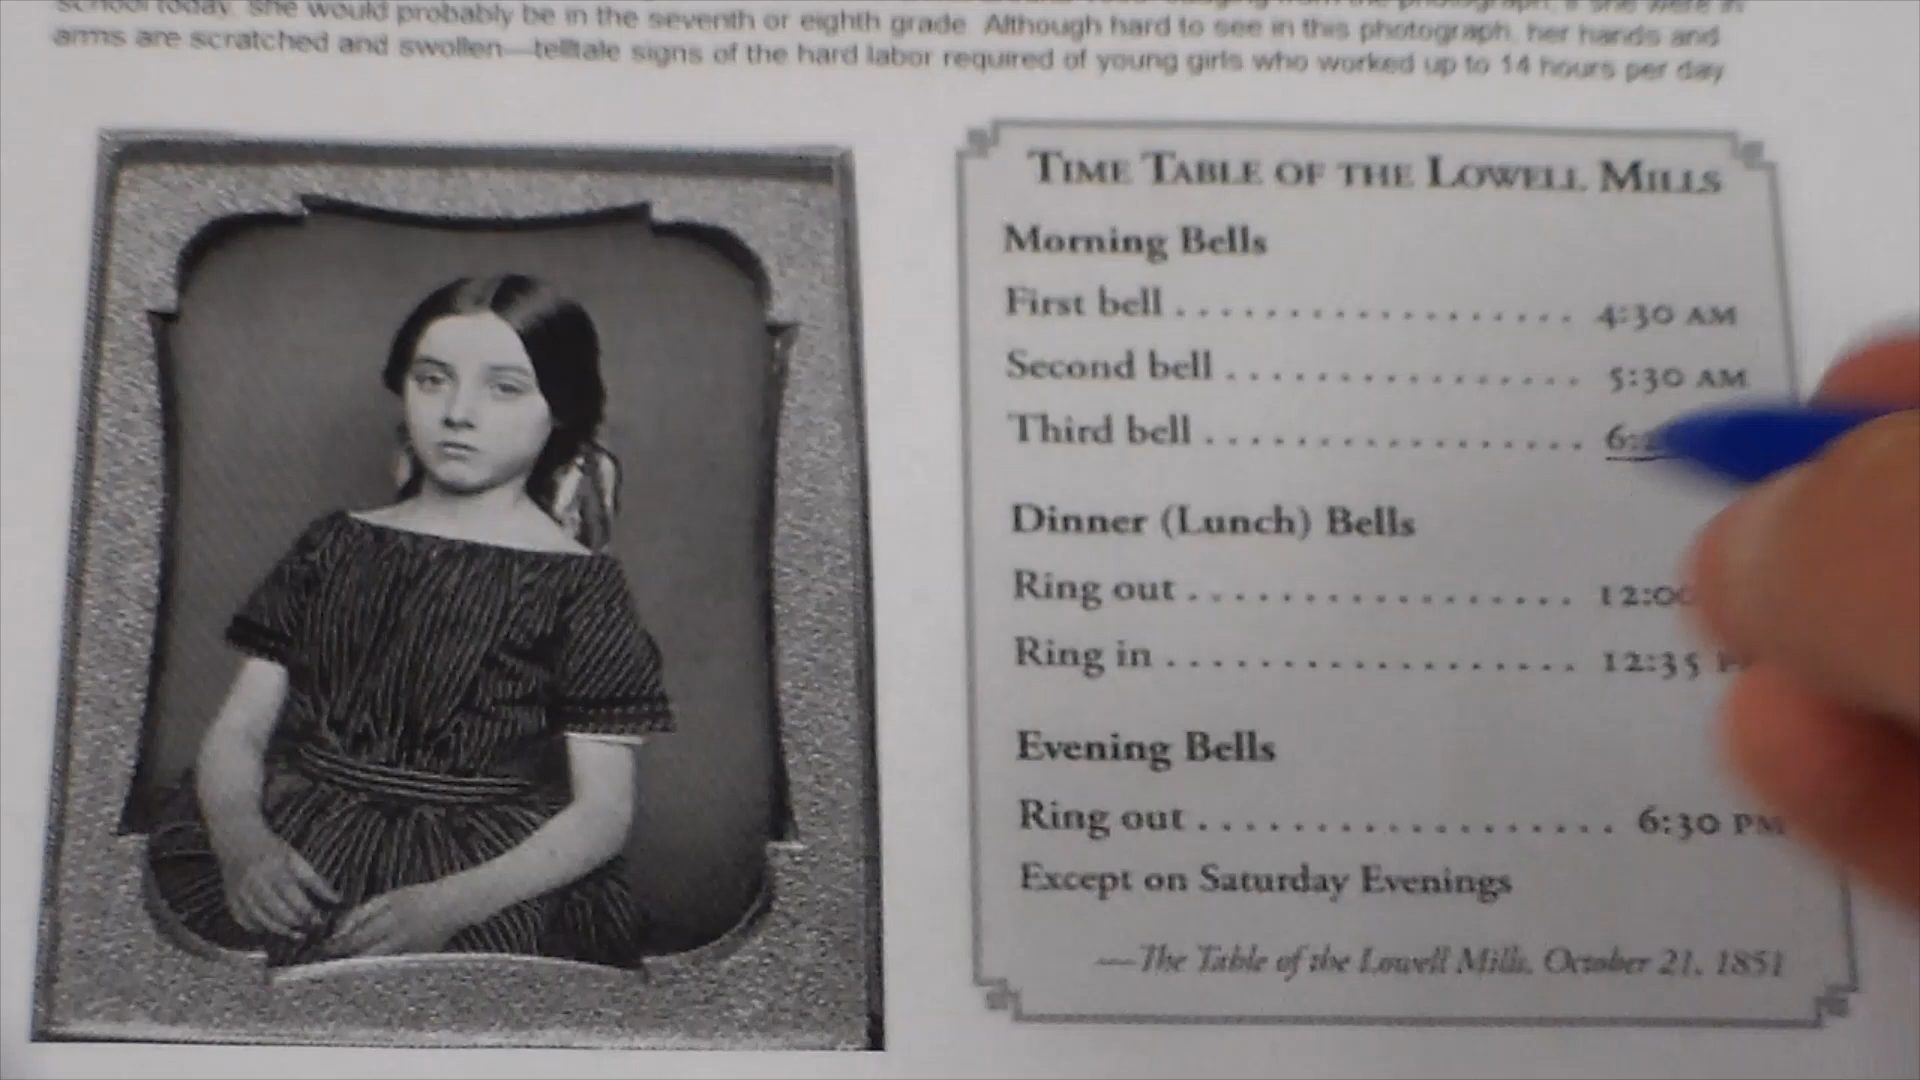 she would probably be in the seventh or eighth grade. Although hard to see in this photograph, her hands and
arms are scratched and swollen—telltale signs of the hard labor required of young girls who worked up to 14 hours per day
TIME TABLE OF THE LOWELL MILLS
Morning Bells
First bell . . . . . . . . . . . . . . . . . . 4:30 AM
Second bell . . . . . . . . . . . . . . . . 5:30 AM
Third bell . . . . . . . . . . . . . . . . . 6:
Dinner (Lunch) Bells
Ring out . . . . . . . . . . . . . . . . . 12:00
Ring in . . . . . . . . . . . . . . . . . . 12:35
Evening Bells
Ring out . . . . . . . . . . . . . . . . . . 6:30 PM
Except on Saturday Evenings
—The Table of the Lowell Mills, October 21, 1851